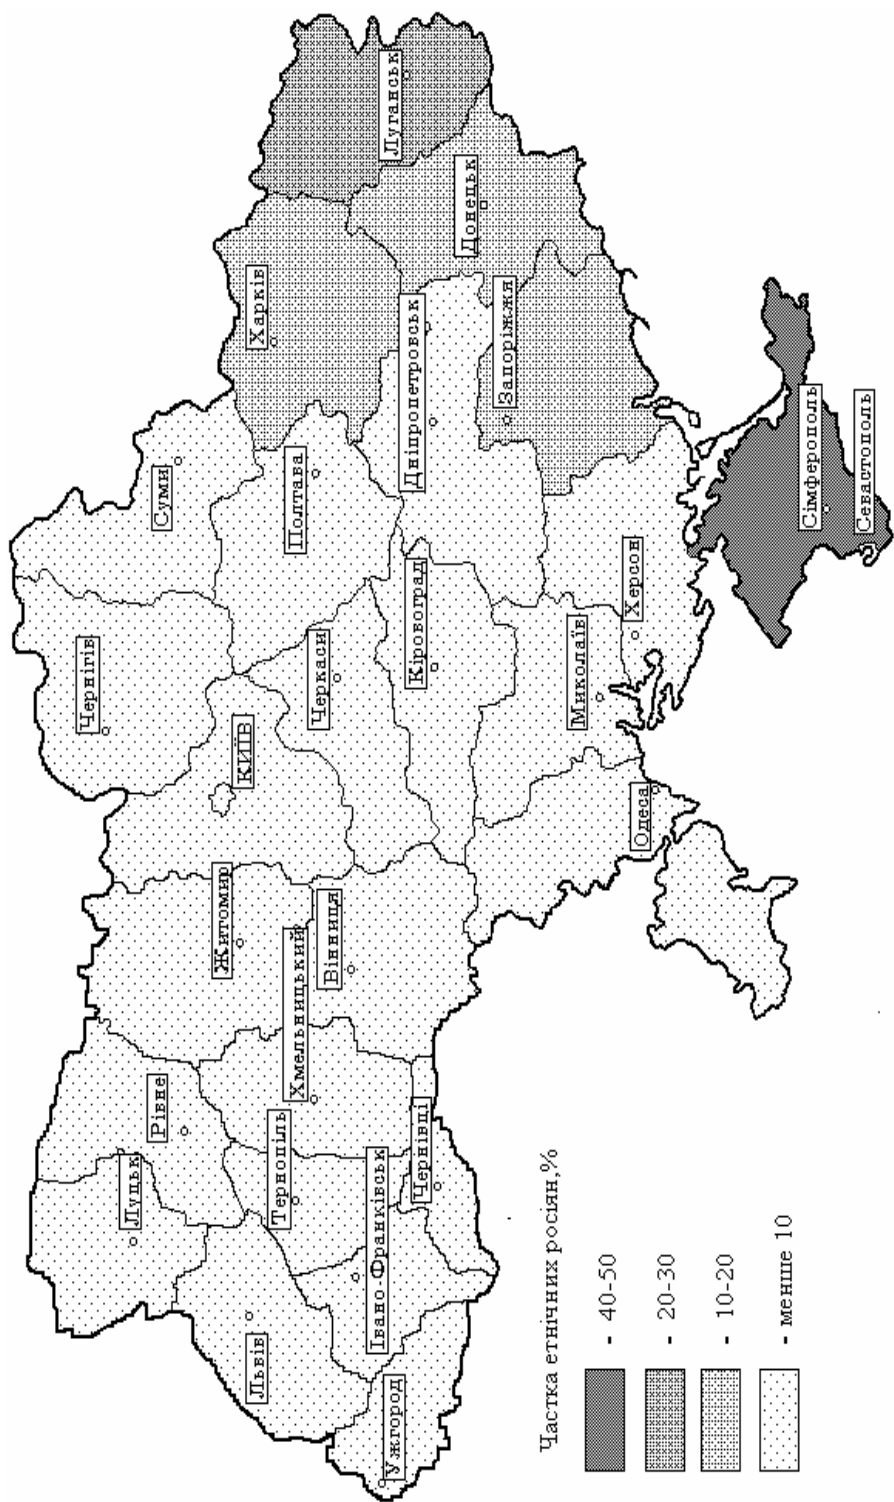 Луганськ
Харків
Донецьк
Суми
Полтава
Дніпропетровськ
Запоріжжя
Чернігів
Черкаси
Кіровоград
Херсон
Миколаїв
Сімферополь
Севастополь
КИЇВ
Одеса
Житомир
Вінниця
Хмельницький
Рівне
Луцьк
Тернопіль
Чернівці
Івано Франківськ
Львів
Ужгород
Частка етнічних росіян,%
- 40-50
- 20-30
- 10-20
- менше 10